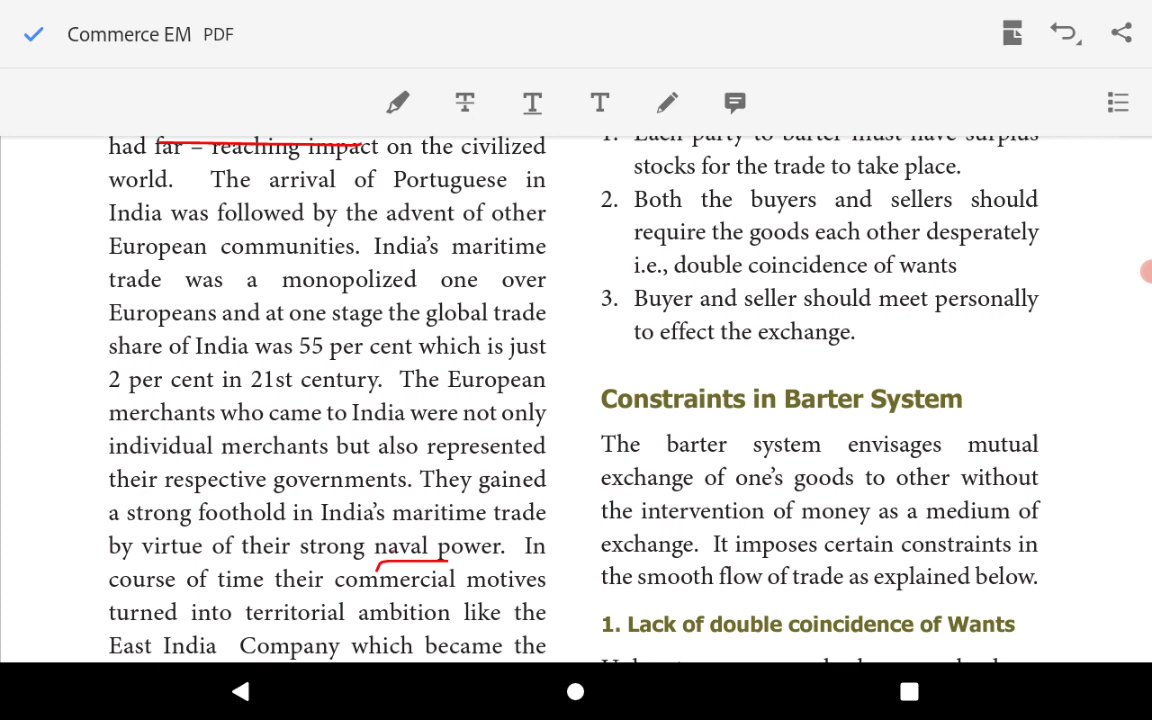 Commerce EM PDF
had far – reaching impact on the civilized
world. The arrival of Portuguese in
India was followed by the advent of other
European communities. India’s maritime
trade was a monopolized one over
Europeans and at one stage the global trade
share of India was 55 per cent which is just
2 per cent in 21st century. The European
merchants who came to India were not only
individual merchants but also represented
their respective governments. They gained
a strong foothold in India’s maritime trade
by virtue of their strong naval power. In
course of time their commercial motives
turned into territorial ambition like the
East India Company which became the
1. Each party to barter must have surplus
stocks for the trade to take place.
2. Both the buyers and sellers should
require the goods each other desperately
i.e., double coincidence of wants
3. Buyer and seller should meet personally
to effect the exchange.
Constraints in Barter System
The barter system envisages mutual
exchange of one’s goods to other without
the intervention of money as a medium of
exchange. It imposes certain constraints in
the smooth flow of trade as explained below.
1. Lack of double coincidence of Wants